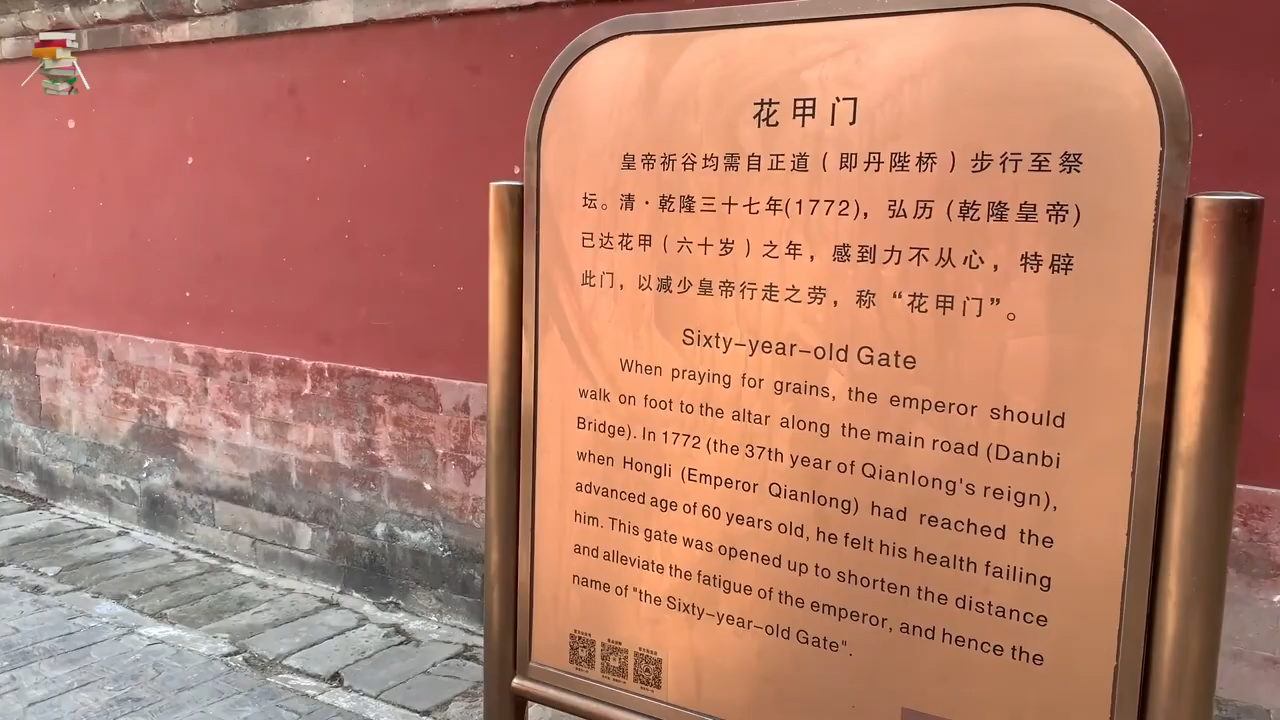 花甲门
皇帝祈谷均需自正道（即丹陛桥）步行至祭
坛。清·乾隆三十七年(1772)，弘历(乾隆皇帝)
已达花甲（六十岁）之年，感到力不从心，特辟
此门，以减少皇帝行走之劳，称“花甲门”。
Sixty-year-old Gate
When praying for grains, the emperor should
walk on foot to the altar along the main road (Danbi
Bridge). In 1772 (the 37th year of Qianlong's reign),
when Hongli (Emperor Qianlong) had reached the
advanced age of 60 years old, he felt his health failing
him. This gate was opened up to shorten the distance
and alleviate the fatigue of the emperor, and hence the
name of "the Sixty-year-old Gate".